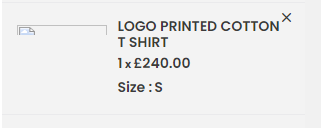 LOGO PRINTED COTTON
T SHIRT
1 x £240.00
Size : S